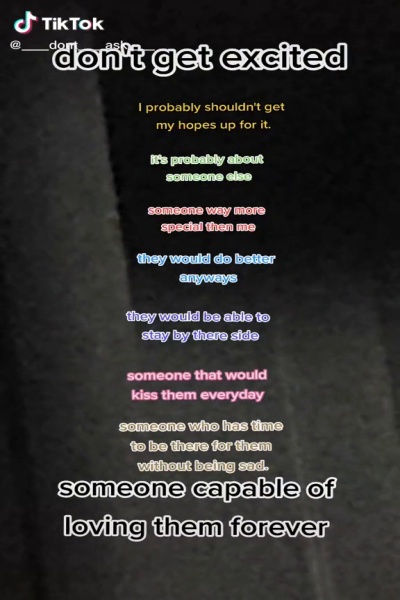 TikTok
@___dont___ask___
don't get excited
I probably shouldn't get
my hopes up for it.
it's probably about
someone else
someone way more
special then me
they would do better
anyways
they would be able to
stay by there side
someone that would
kiss them everyday
someone who has time
to be there for them
without being sad.
someone capable of
loving them forever